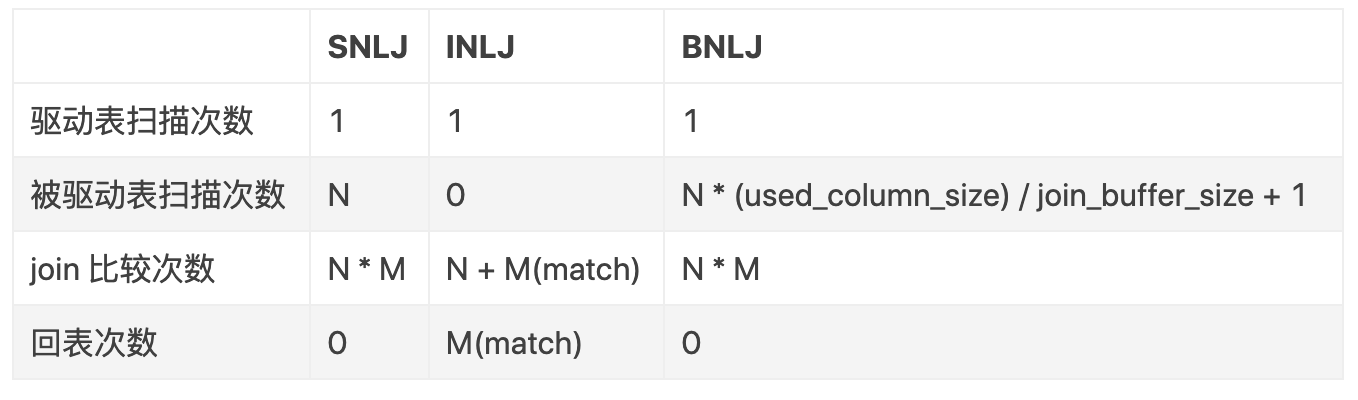 SNLJ INLJ BNLJ
驱动表扫描次数 1 1 1
被驱动表扫描次数 N 0 N * (used_column_size) / join_buffer_size + 1
join 比较次数 N * M N + M(match) N * M
回表次数 0 M(match) 0